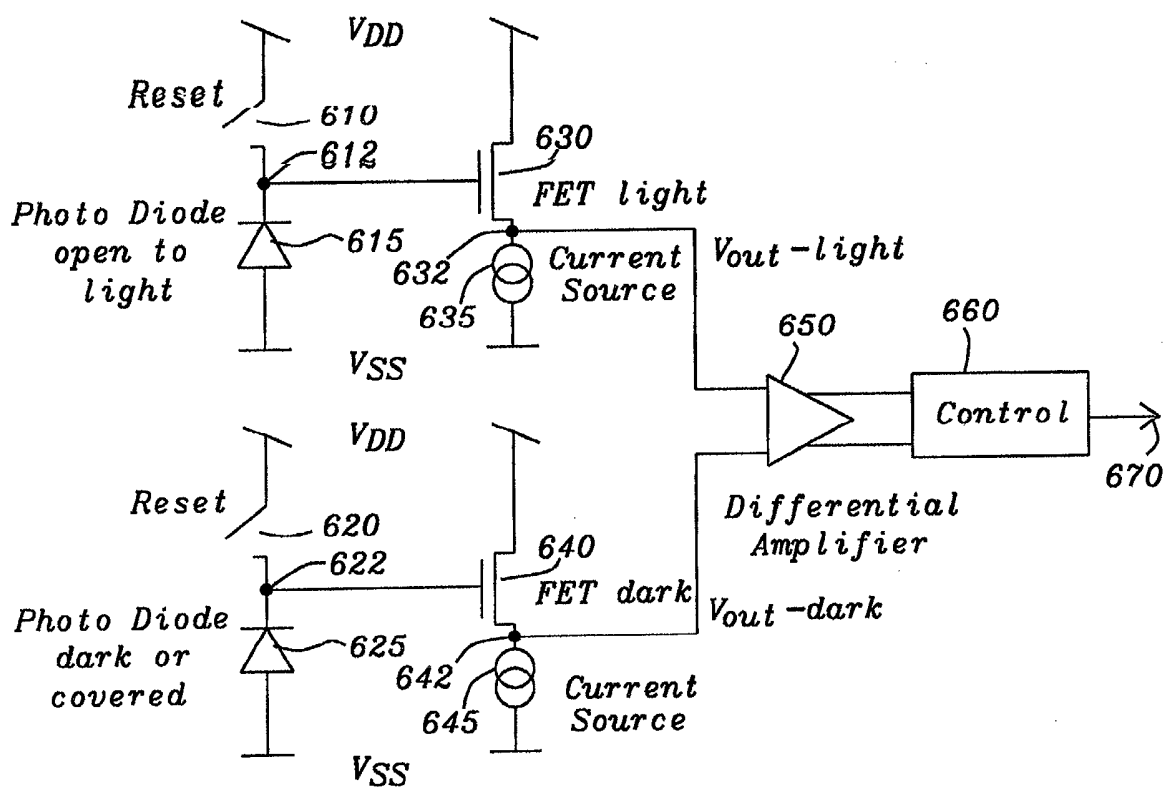 VDD
Reset
610
612
630
FET light
Photo Diode
open to
light
615
632
635
Current
Source
Vout-light
VSS
650
660
Control
670
Differential
Amplifier
VDD
Reset
620
622
640
FET dark
Vout-dark
Photo Diode
dark or
covered
625
642
645
Current
Source
VSS